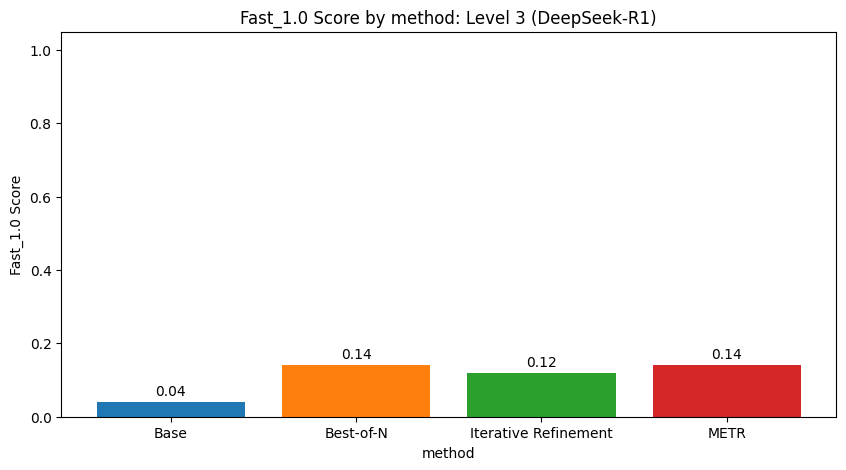 Fast_1.0 Score by method: Level 3 (DeepSeek-R1)
Fast_1.0 Score
1.0
0.8
0.6
0.4
0.2
0.0
0.04
0.14
0.12
0.14
Base
Best-of-N
Iterative Refinement
METR
method